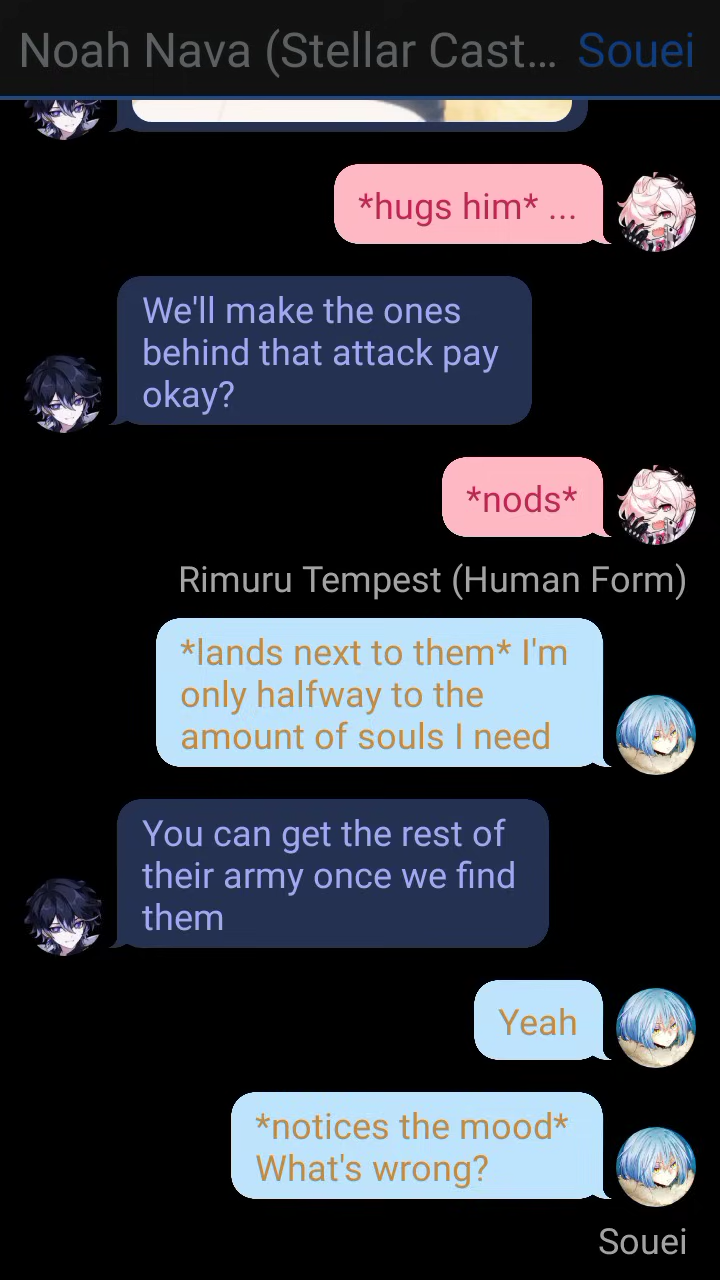 Noah Nava (Stellar Cast... Souei
*hugs him* ...
We'll make the ones
behind that attack pay
okay?
*nods*
Rimuru Tempest (Human Form)
*lands next to them* I'm
only halfway to the
amount of souls I need
You can get the rest of
their army once we find
them
Yeah
*notices the mood*
What's wrong?
Souei